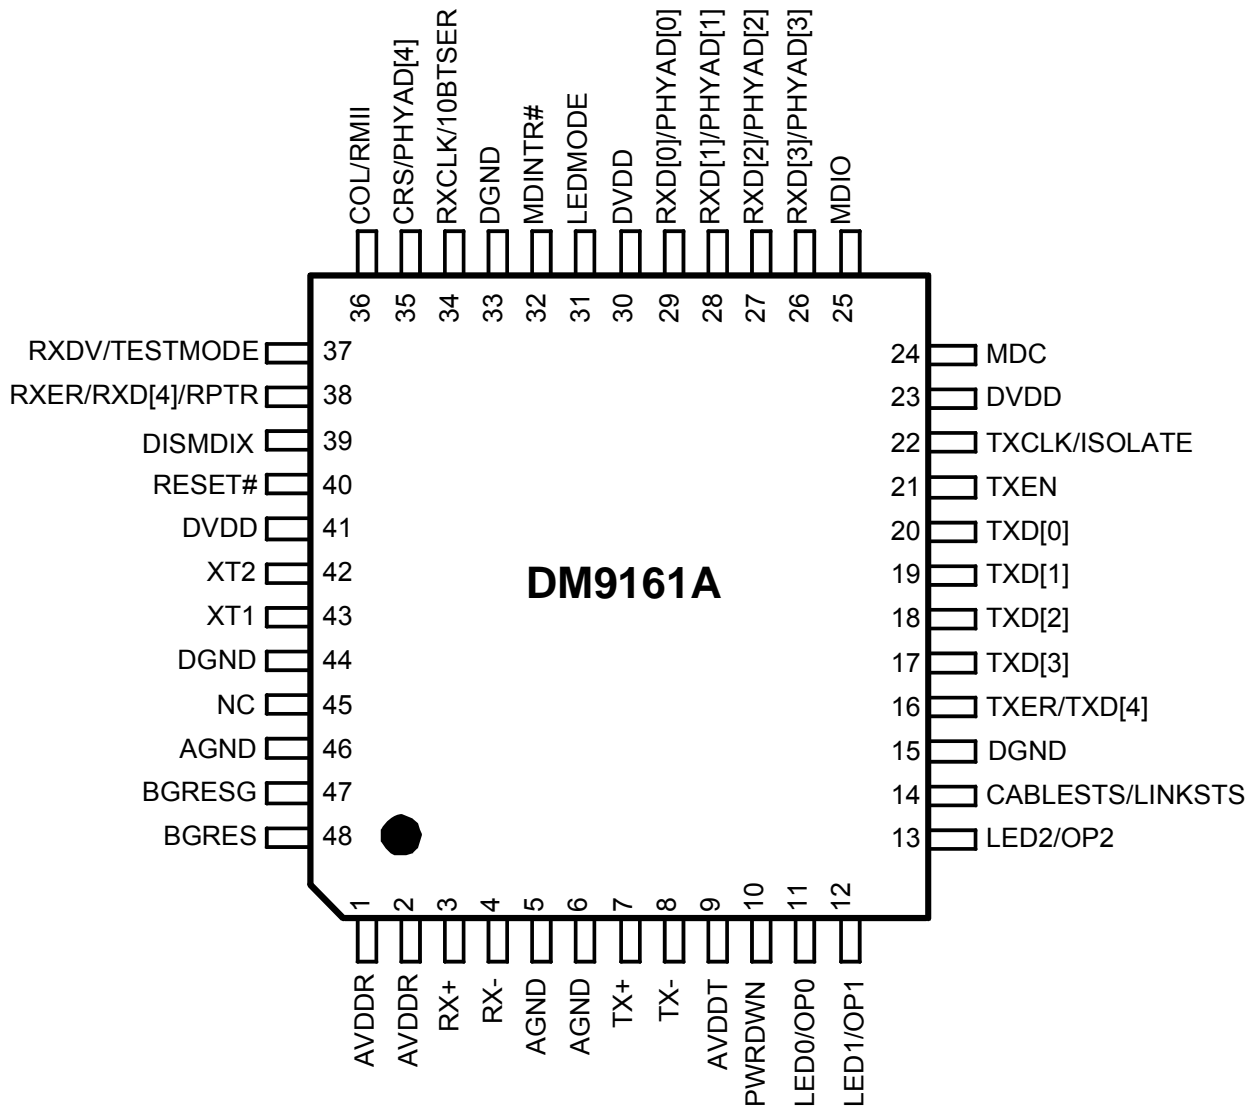 COL/RMII
CRS/PHYAD[4]
RXCLK/10BTSER
DGND
MDINTR#
LEDMODE
DVDD
RXD[0]/PHYAD[0]
RXD[1]/PHYAD[1]
RXD[2]/PHYAD[2]
RXD[3]/PHYAD[3]
MDIO
36
35
34
33
32
31
30
29
28
27
26
25
RXDV/TESTMODE 37
RXER/RXD[4]/RPTR 38
DISMDIX 39
RESET# 40
DVDD 41
XT2 42
XT1 43
DGND 44
NC 45
AGND 46
BGRESG 47
BGRES 48
DM9161A
24 MDC
23 DVDD
22 TXCLK/ISOLATE
21 TXEN
20 TXD[0]
19 TXD[1]
18 TXD[2]
17 TXD[3]
16 TXER/TXD[4]
15 DGND
14 CABLESTS/LINKSTS
13 LED2/OP2
1
2
3
4
5
6
7
8
9
10
11
12
AVDDR
AVDDR
RX+
RX-
AGND
AGND
TX+
TX-
AVDDT
PWRDWN
LED0/OP0
LED1/OP1